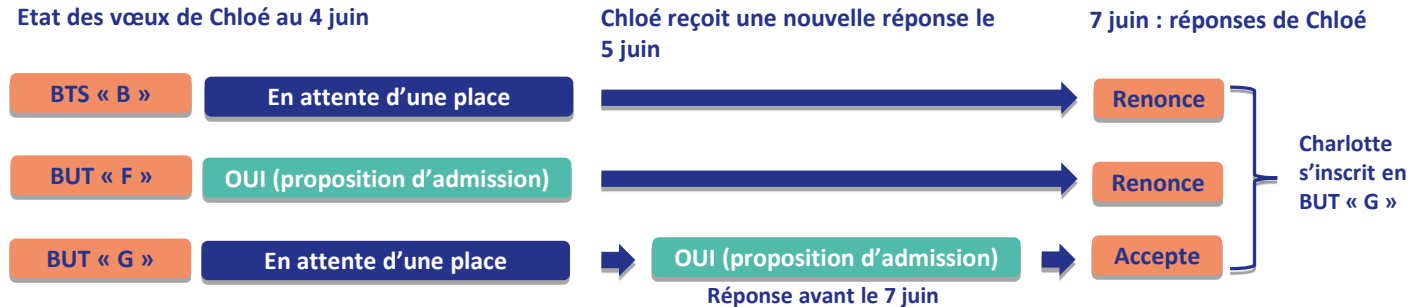 Etat des vœux de Chloé au 4 juin
Chloé reçoit une nouvelle réponse le
5 juin
7 juin : réponses de Chloé
BTS « B »
En attente d’une place
Renonce
BUT « F »
OUI (proposition d’admission)
Renonce
BUT « G »
En attente d’une place
OUI (proposition d’admission)
Réponse avant le 7 juin
Accepte
Charlotte
s’inscrit en
BUT « G »